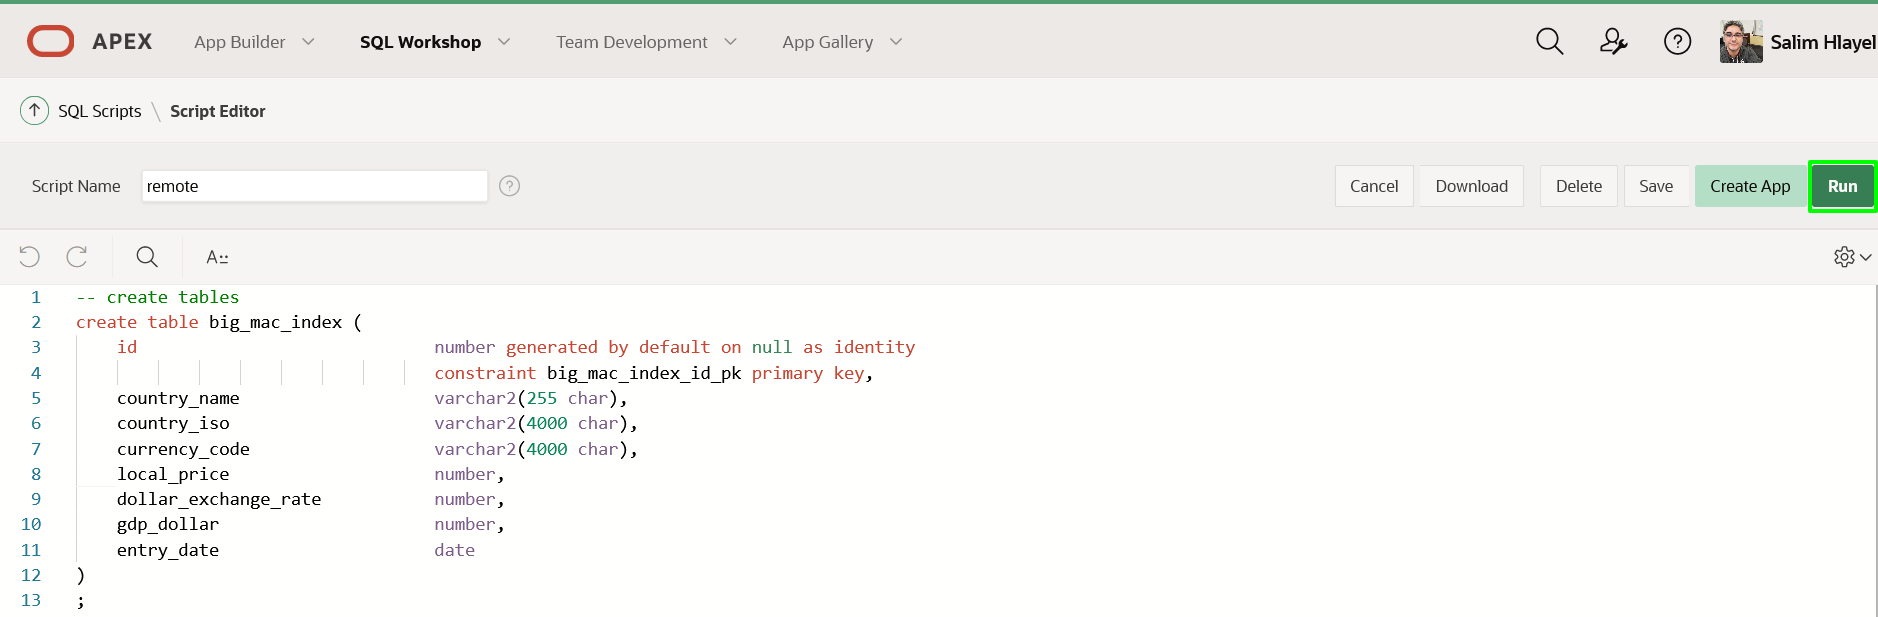 APEX App Builder SQL Workshop Team Development App Gallery Salim Hlayel
SQL Scripts \ Script Editor
Script Name remote ? Cancel Download Delete Save Create App Run
A
1 -- create tables
2 create table big_mac_index (
3 id number generated by default on null as identity
4 constraint big_mac_index_id_pk primary key,
5 country_name varchar2(255 char),
6 country_iso varchar2(4000 char),
7 currency_code varchar2(4000 char),
8 local_price number,
9 dollar_exchange_rate number,
10 gdp_dollar number,
11 entry_date date
12 )
13 ;